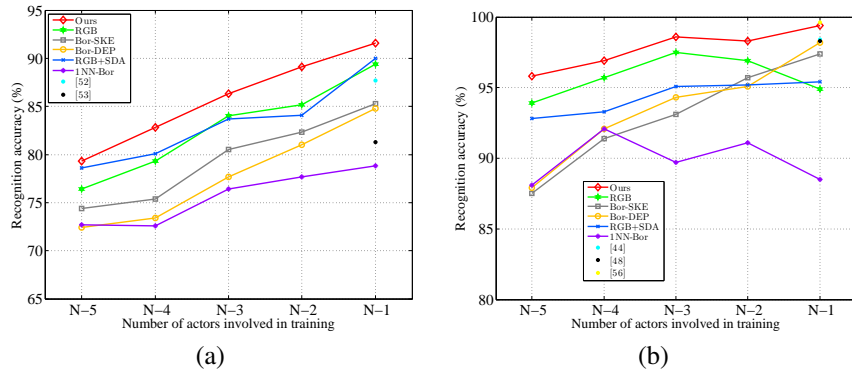 95
90
85
80
75
70
65
Recognition accuracy (%)
Ours
RGB
Bor-SKE
Bor-DEP
RGB+SDA
1NN-Bor
[52]
[53]
N−5 N−4 N−3 N−2 N−1
Number of actors involved in training
(a)
100
95
90
85
80
Recognition accuracy (%)
Ours
RGB
Bor-SKE
Bor-DEP
RGB+SDA
1NN-Bor
[44]
[48]
[56]
N−5 N−4 N−3 N−2 N−1
Number of actors involved in training
(b)